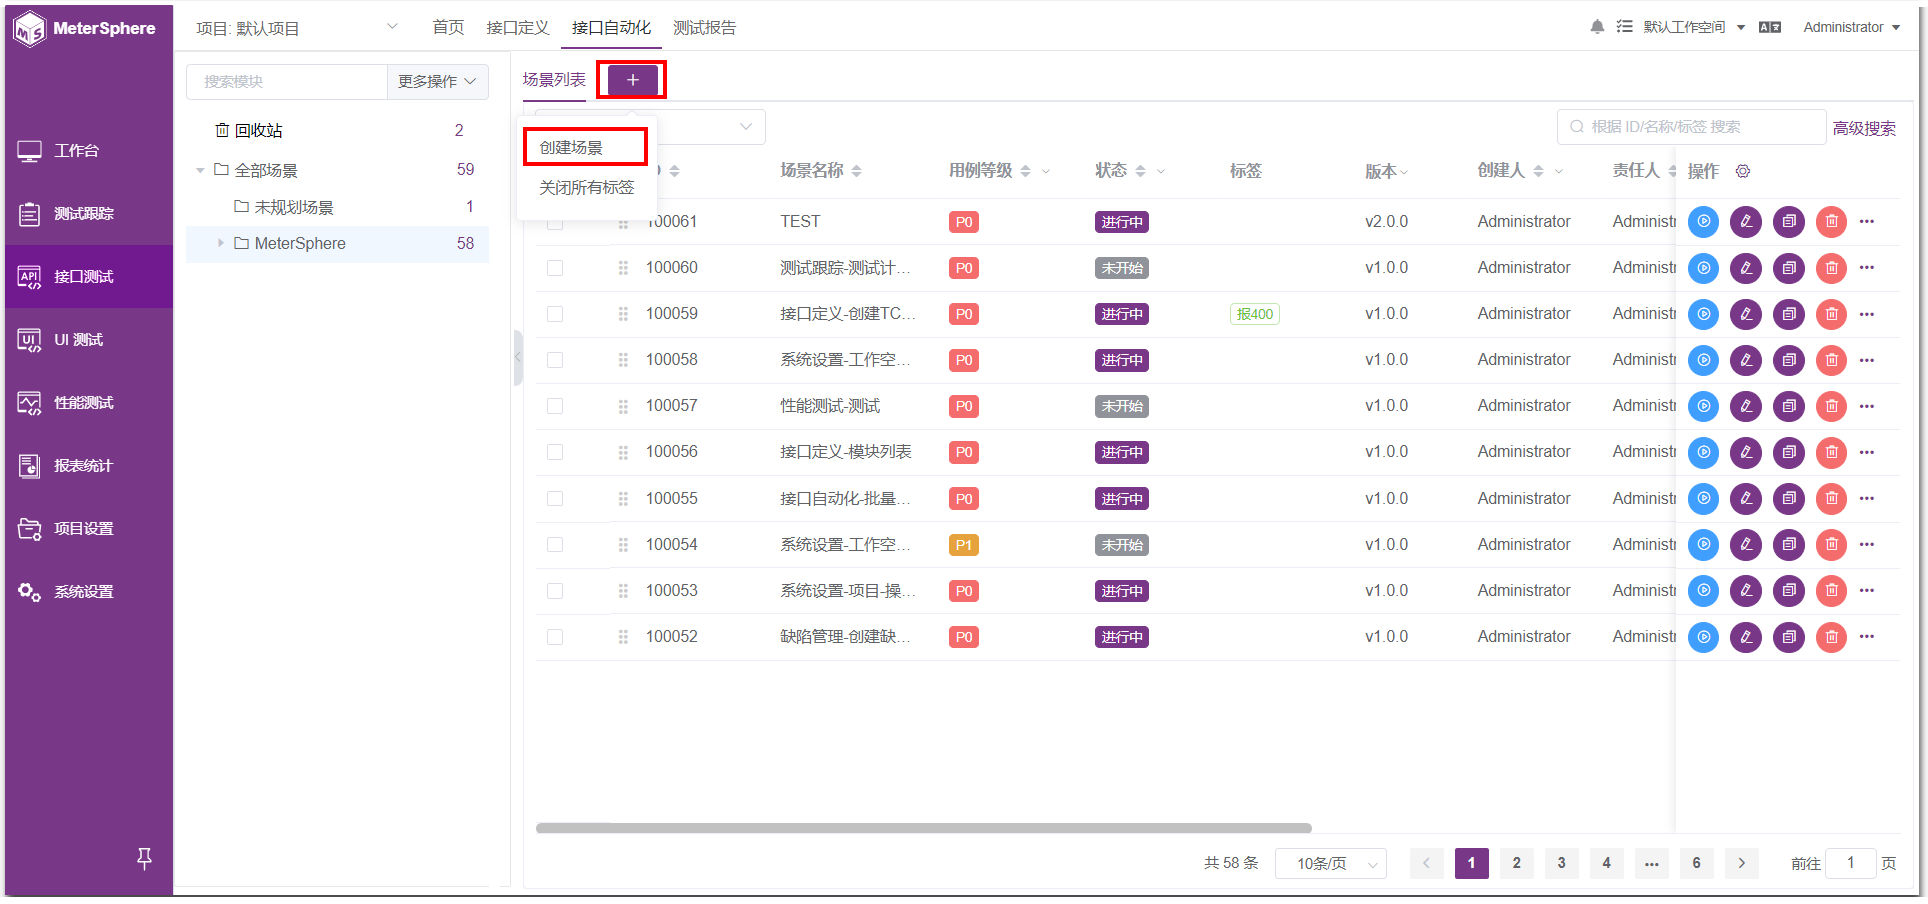 MeterSphere
项目: 默认项目
首页 接口定义 接口自动化 测试报告
默认工作空间
Administrator
工作台
测试跟踪
接口测试
UI 测试
性能测试
报表统计
项目设置
系统设置
搜索模块 更多操作
回收站 2
全部场景 59
未规划场景 1
MeterSphere 58
场景列表 +
创建场景
关闭所有标签
根据 ID/名称/标签 搜索 高级搜索
场景名称 用例等级 状态 标签 版本 创建人 责任人 操作
100061 TEST P0 进行中 v2.0.0 Administrator Administr
100060 测试跟踪-测试计... P0 未开始 v1.0.0 Administrator Administr
100059 接口定义-创建TC... P0 进行中 报400 v1.0.0 Administrator Administr
100058 系统设置-工作空... P0 进行中 v1.0.0 Administrator Administr
100057 性能测试-测试 P0 未开始 v1.0.0 Administrator Administr
100056 接口定义-模块列表 P0 进行中 v1.0.0 Administrator Administr
100055 接口自动化-批量... P0 进行中 v1.0.0 Administrator Administr
100054 系统设置-工作空... P1 未开始 v1.0.0 Administrator Administr
100053 系统设置-项目-操... P0 进行中 v1.0.0 Administrator Administr
100052 缺陷管理-创建缺... P0 进行中 v1.0.0 Administrator Administr
共 58 条 10条/页 < 1 2 3 4 ... 6 > 前往 1 页